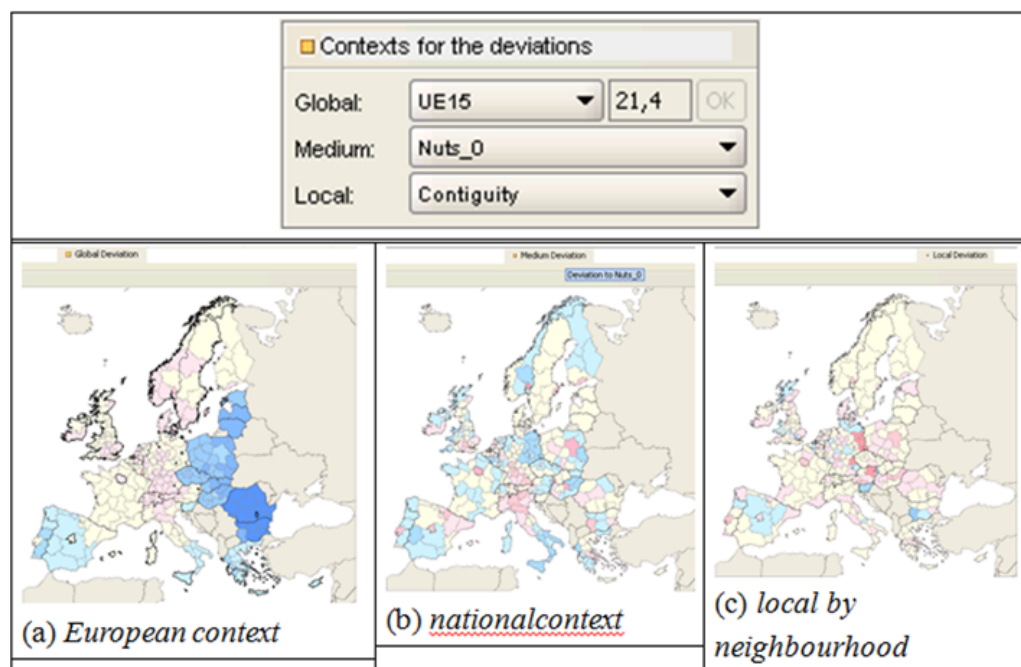 Contexts for the deviations
Global: UE15 21,4 OK
Medium: Nuts_0
Local: Contiguity
Global Deviation
Medium Deviation
Deviation to Nuts_0
Local Deviation
(a) European context
(b) nationalcontext
(c) local by
neighbourhood